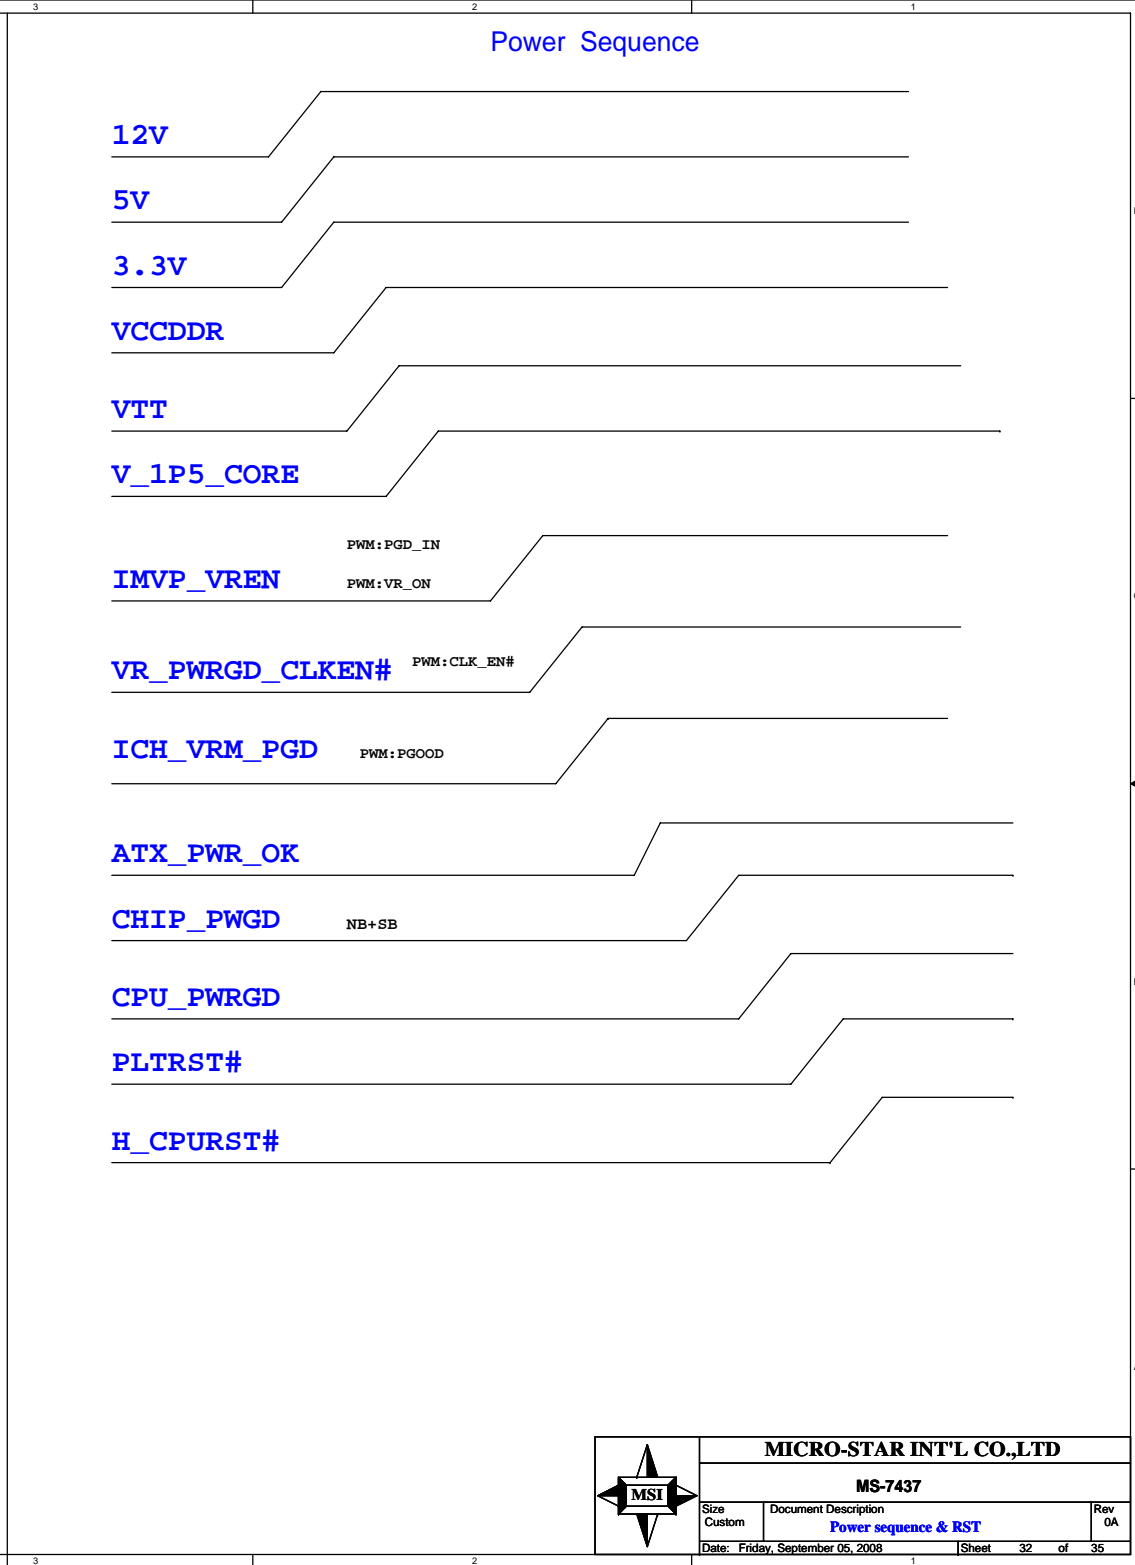 3 2 1
Power Sequence
12V
5V
3.3V
VCCDDR
VTT
V_1P5_CORE
PWM:PGD_IN
IMVP_VREN PWM:VR_ON
VR_PWRGD_CLKEN# PWM:CLK_EN#
ICH_VRM_PGD PWM:PGOOD
ATX_PWR_OK
CHIP_PWGD NB+SB
CPU_PWRGD
PLTRST#
H_CPURST#
MSI
MICRO-STAR INT'L CO.,LTD
MS-7437
Size Document Description Rev
Custom Power sequence & RST 0A
Date: Friday, September 05, 2008 Sheet 32 of 35
3 2 1